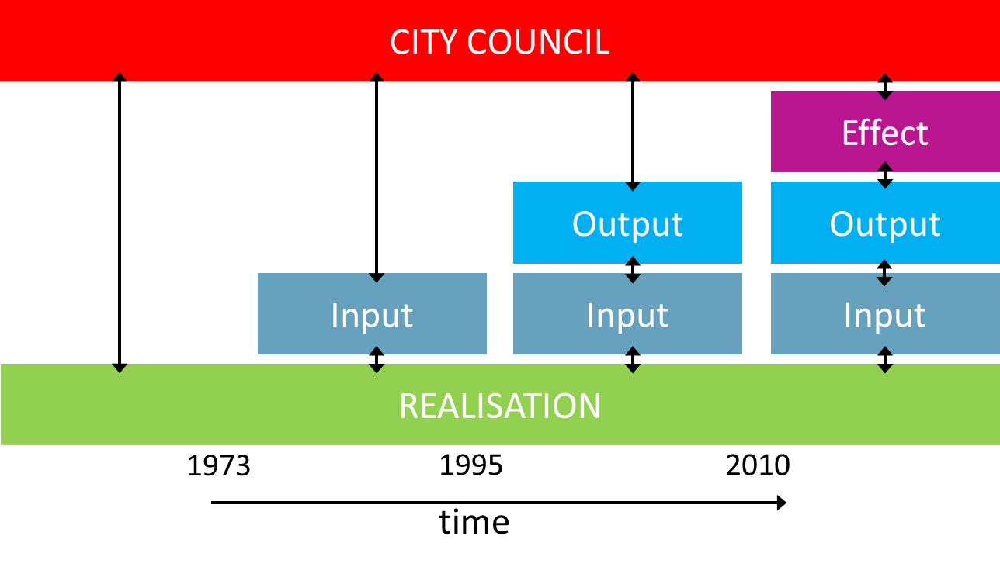 CITY COUNCIL
Effect
Output Output
Input Input Input
REALISATION
1973 1995 2010
time